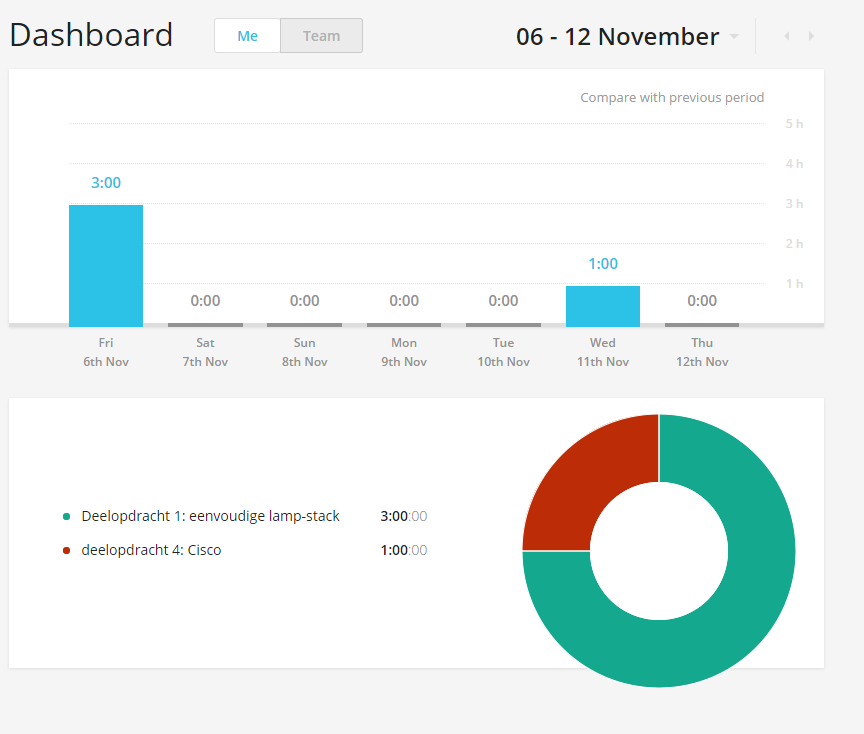 Dashboard
Me
Team
06 - 12 November
Compare with previous period
5 h
4 h
3 h
2 h
1 h
3:00
0:00
0:00
0:00
0:00
1:00
0:00
Fri
6th Nov
Sat
7th Nov
Sun
8th Nov
Mon
9th Nov
Tue
10th Nov
Wed
11th Nov
Thu
12th Nov
Deelopdracht 1: eenvoudige lamp-stack 3:00:00
deelopdracht 4: Cisco 1:00:00